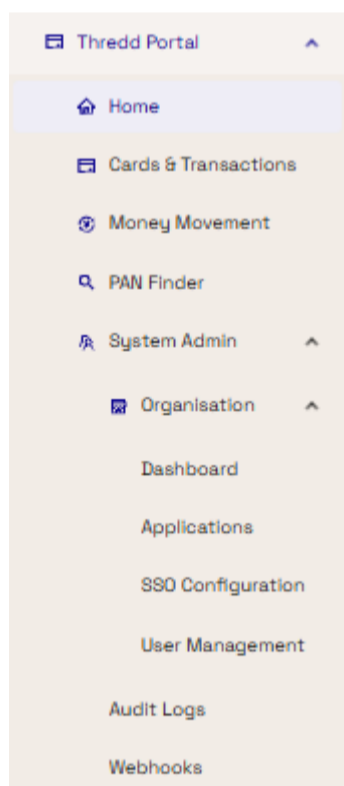 Thredd Portal
Home
Cards & Transactions
Money Movement
PAN Finder
System Admin
Organisation
Dashboard
Applications
SSO Configuration
User Management
Audit Logs
Webhooks